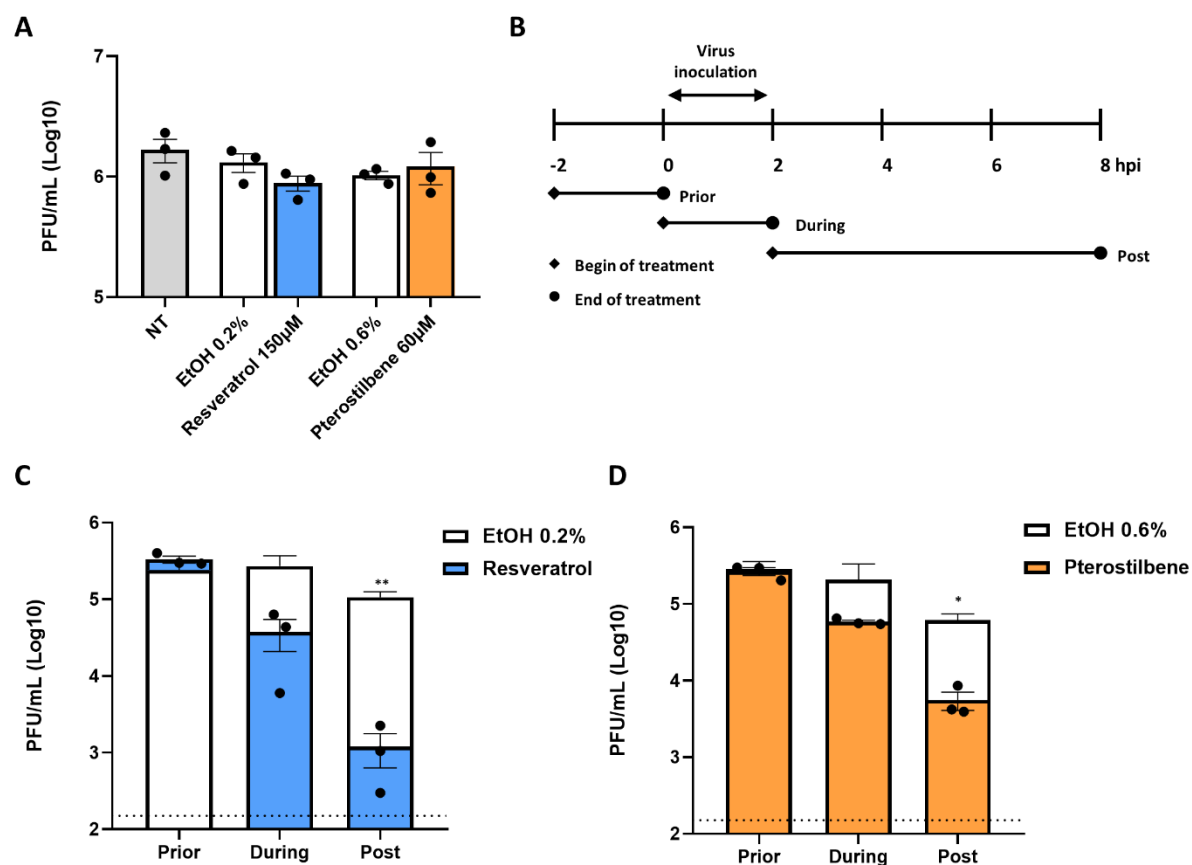 A
PFU/mL (Log10)
7
6
5
NT
EtOH 0.2%
Resveratrol 150µM
EtOH 0.6%
Pterostilbene 60µM
B
Virus
inoculation
-2 0 2 4 6 8 hpi
Prior
During
Post
Begin of treatment
End of treatment
C
PFU/mL (Log10)
6
5
4
3
2
**
EtOH 0.2%
Resveratrol
Prior During Post
D
PFU/mL (Log10)
6
5
4
3
2
*
EtOH 0.6%
Pterostilbene
Prior During Post